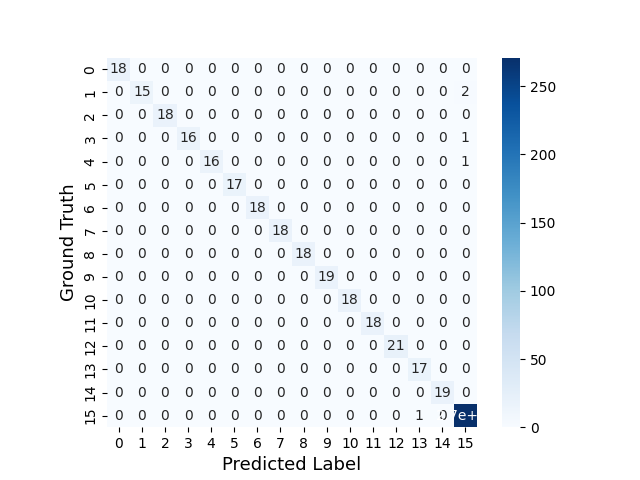 0 18 0 0 0 0 0 0 0 0 0 0 0 0 0 0 0
1 0 15 0 0 0 0 0 0 0 0 0 0 0 0 0 2
2 0 0 18 0 0 0 0 0 0 0 0 0 0 0 0 0
3 0 0 0 16 0 0 0 0 0 0 0 0 0 0 0 1
4 0 0 0 0 16 0 0 0 0 0 0 0 0 0 0 1
5 0 0 0 0 0 17 0 0 0 0 0 0 0 0 0 0
6 0 0 0 0 0 0 18 0 0 0 0 0 0 0 0 0
7 0 0 0 0 0 0 0 18 0 0 0 0 0 0 0 0
8 0 0 0 0 0 0 0 0 18 0 0 0 0 0 0 0
9 0 0 0 0 0 0 0 0 0 19 0 0 0 0 0 0
10 0 0 0 0 0 0 0 0 0 0 18 0 0 0 0 0
11 0 0 0 0 0 0 0 0 0 0 0 18 0 0 0 0
12 0 0 0 0 0 0 0 0 0 0 0 0 21 0 0 0
13 0 0 0 0 0 0 0 0 0 0 0 0 0 17 0 0
14 0 0 0 0 0 0 0 0 0 0 0 0 0 0 19 0
15 0 0 0 0 0 0 0 0 0 0 0 0 0 1
0 1 2 3 4 5 6 7 8 9 10 11 12 13 14 15
Predicted Label
Ground Truth
250
200
150
100
50
0